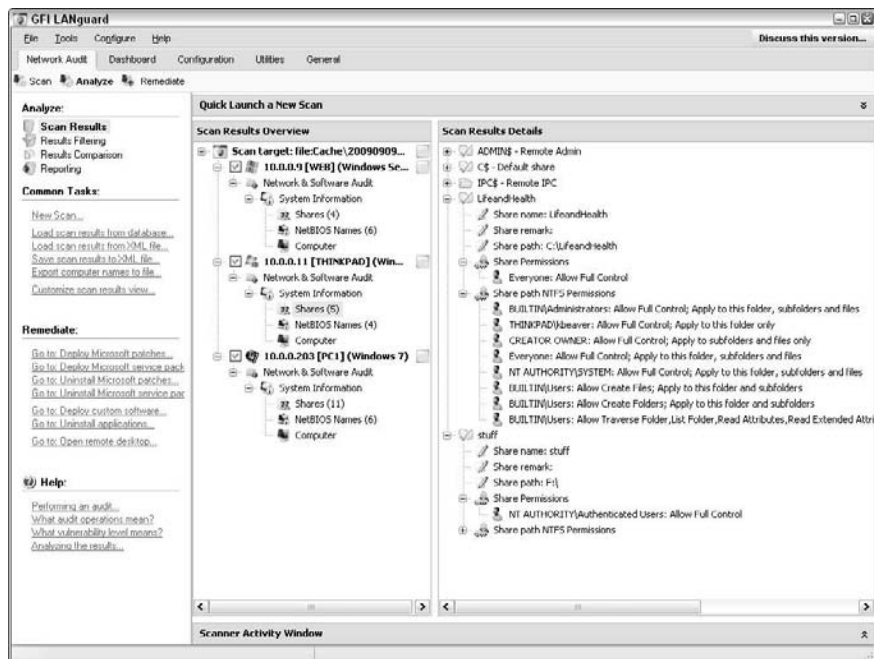 GFI LANguard
File Tools Configure Help
Discuss this version...
Network Audit Dashboard Configuration Utilities General
Scan Analyze Remediate
Analyze:
Scan Results
Results Filtering
Results Comparison
Reporting
Common Tasks:
New Scan...
Load scan results from database...
Load scan results from XML file...
Save scan results to XML file...
Export computer names to file...
Customize scan results view...
Remediate:
Go to: Deploy Microsoft patches...
Go to: Deploy Microsoft service pack
Go to: Uninstall Microsoft patches...
Go to: Uninstall Microsoft service par
Go to: Deploy custom software...
Go to: Uninstall applications...
Go to: Open remote desktop...
Help:
Performing an audit...
What audit operations mean?
What vulnerability level means?
Analyzing the results...
Quick Launch a New Scan
Scan Results Overview
Scan target: file:Cache\20090909...
10.0.0.9 [WEB] (Windows Se...
Network & Software Audit
System Information
Shares (4)
NetBIOS Names (6)
Computer
10.0.0.11 [THINKPAD] (Win...
Network & Software Audit
System Information
Shares (5)
NetBIOS Names (4)
Computer
10.0.0.203 [PC1] (Windows 7)
Network & Software Audit
System Information
Shares (11)
NetBIOS Names (6)
Computer
Scan Results Details
ADMIN$ - Remote Admin
C$ - Default share
IPC$ - Remote IPC
LifeandHealth
Share name: LifeandHealth
Share remark:
Share path: C:\LifeandHealth
Share Permissions
Everyone: Allow Full Control
Share path NTFS Permissions
BUILTIN\Administrators: Allow Full Control; Apply to this folder, subfolders and files
THINKPAD\kbeaver: Allow Full Control; Apply to this folder only
CREATOR OWNER: Allow Full Control; Apply to subfolders and files only
Everyone: Allow Full Control; Apply to this folder, subfolders and files
NT AUTHORITY\SYSTEM: Allow Full Control; Apply to this folder, subfolders and files
BUILTIN\Users: Allow Create Files; Apply to this folder and subfolders
BUILTIN\Users: Allow Create Folders; Apply to this folder and subfolders
BUILTIN\Users: Allow Traverse Folder,List Folder,Read Attributes,Read Extended Attri
stuff
Share name: stuff
Share remark:
Share path: F:\
Share Permissions
NT AUTHORITY\Authenticated Users: Allow Full Control
Share path NTFS Permissions
Scanner Activity Window